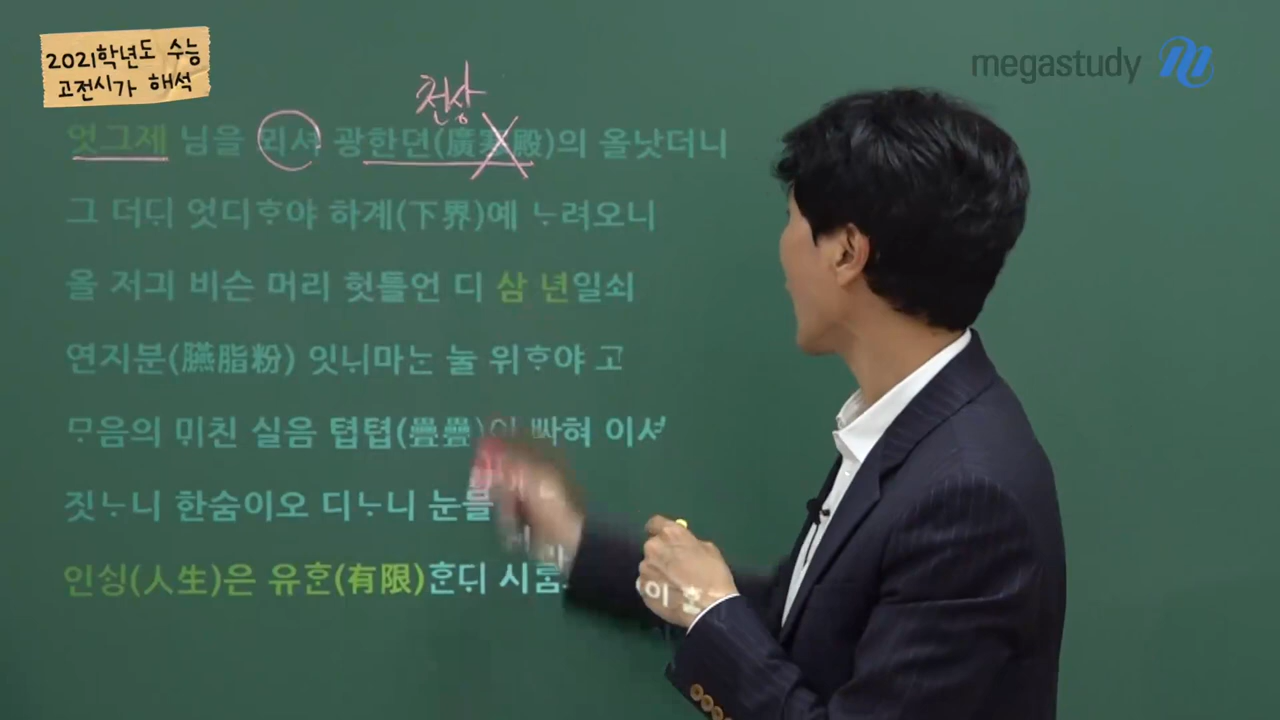 2021학년도 수능
고전시가 해석
megastudy
천상
엇그제 님을 뫼셔 광한뎐(廣寒殿)의 올낫더니
그 더ᄃᆡ 엇디ᄒᆞ야 하계(下界)예 ᄂᆞ려오니
올 저긔 비슨 머리 헛틀언 디 삼 년일쇠
연지분(臙脂粉) 잇ᄂᆡ마ᄂᆞᆫ 눌 위ᄒᆞ야 고
ᄆᆞ음의 ᄆᆡ친 실음 텹텹(疊疊)이 ᄲᅡ혀 이셔
짓ᄂᆞ니 한숨이오 디ᄂᆞ니 눈믈
인ᄉᆡᆼ(人生)은 유ᄒᆞᆫ(有限)ᄒᆞᆫᄃᆡ 시름